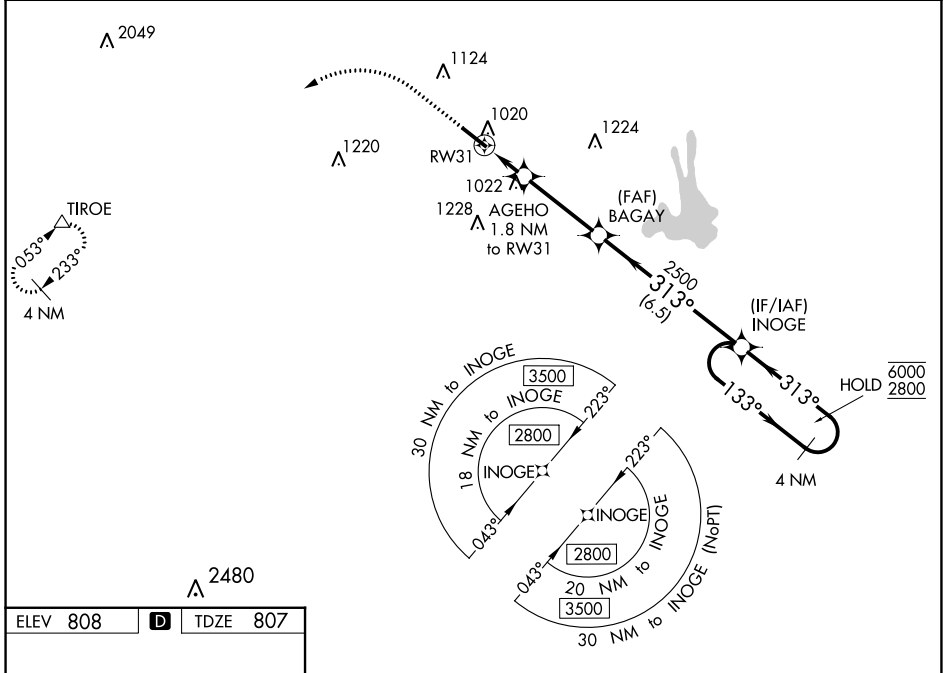 2049
1124
1020
1224
1220
RW31
1022
AGEHO
1.8 NM
to RW31
1228
(FAF)
BAGAY
TIROE
053°
233°
4 NM
2500
313°
(6.5)
(IF/IAF)
INOGE
313°
133°
HOLD
6000
2800
4 NM
30 NM to INOGE
3500
18 NM to INOGE
2800
223°
INOGE
043°
223°
INOGE
043°
2800
20 NM to INOGE
3500
30 NM to INOGE (NoPT)
2480
ELEV 808 D TDZE 807